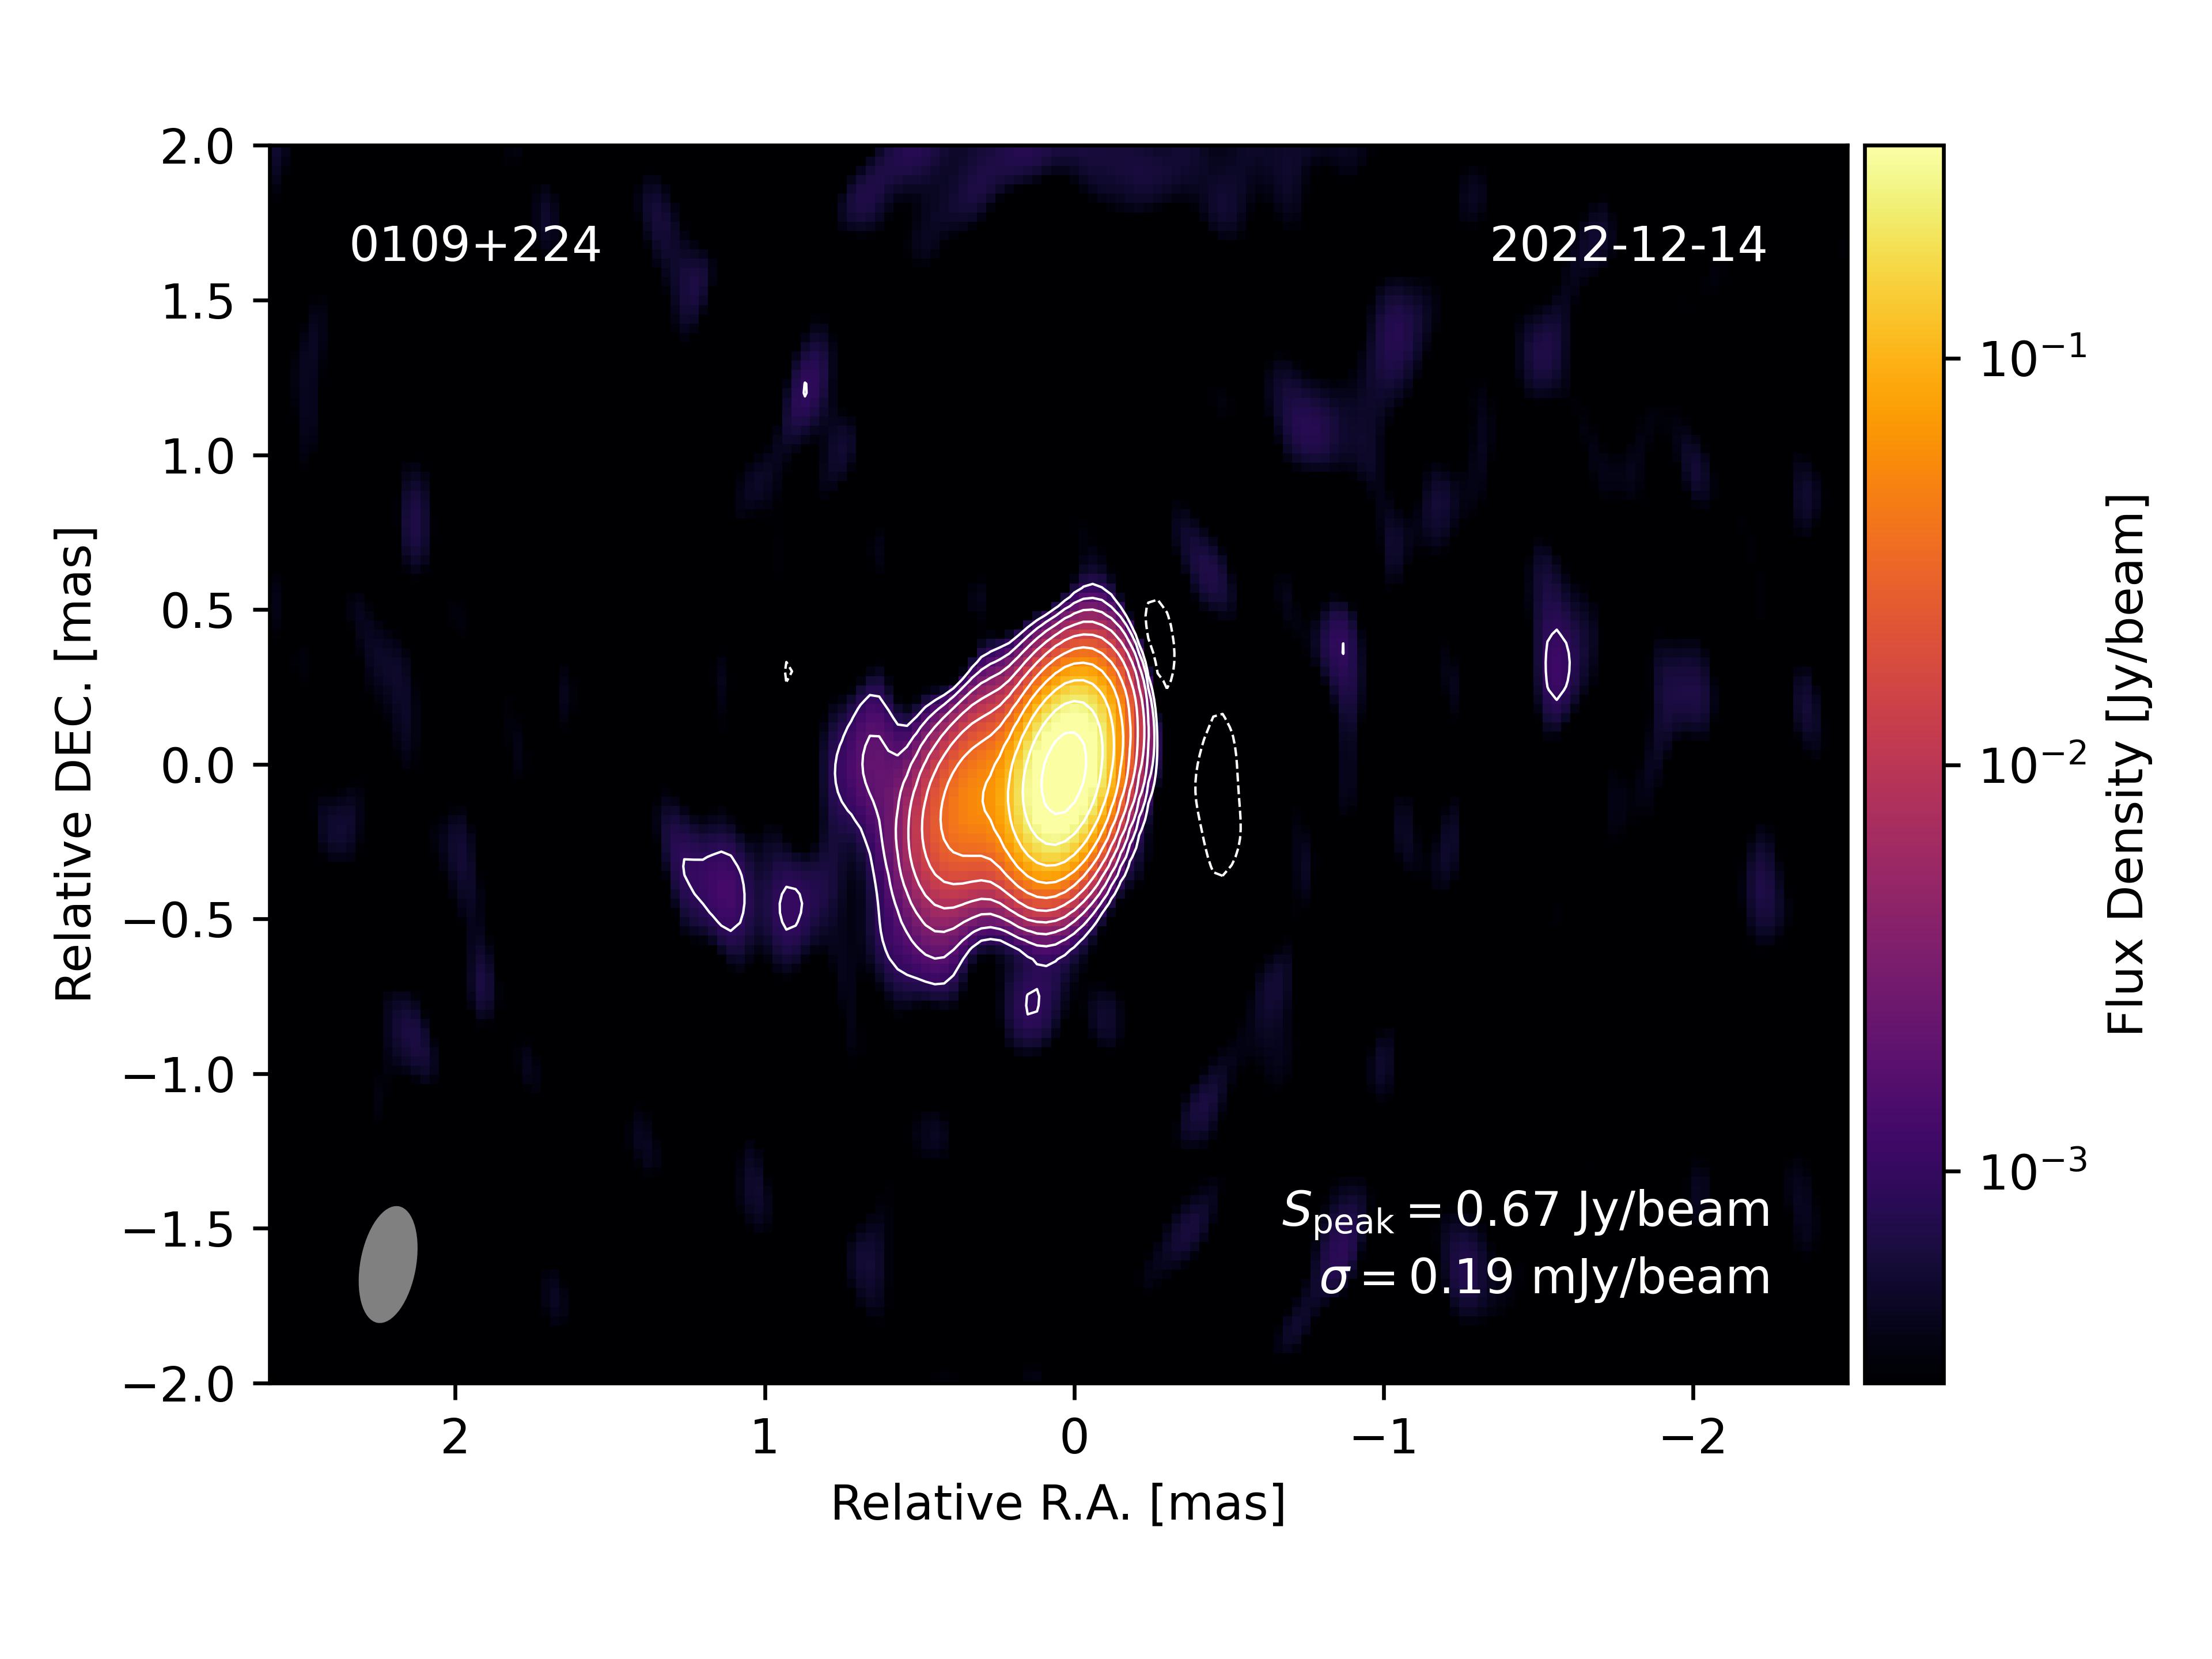 0109+224
2022-12-14
2.0
1.5
1.0
0.5
0.0
−0.5
−1.0
−1.5
−2.0
Relative DEC. [mas]
S_peak = 0.67 Jy/beam
σ = 0.19 mJy/beam
2 1 0 −1 −2
Relative R.A. [mas]
10⁻¹
10⁻²
10⁻³
Flux Density [Jy/beam]